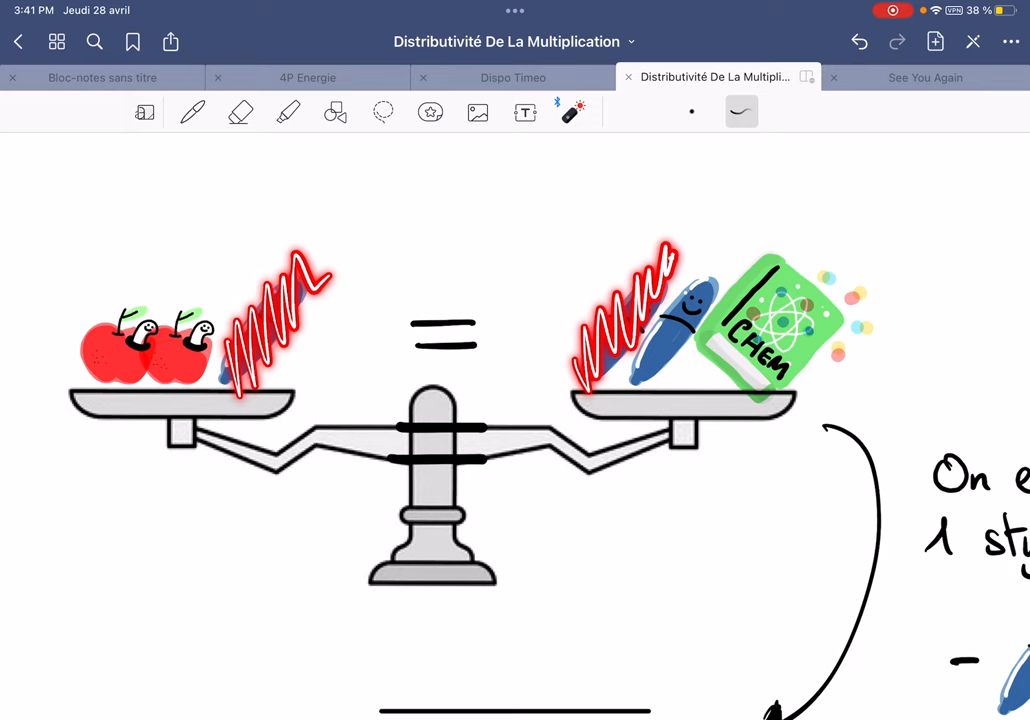 3:41 PM Jeudi 28 avril
VPN 38 %
Distributivité De La Multiplication
Bloc-notes sans titre
4P Energie
Dispo Timeo
Distributivité De La Multipli...
See You Again
T
=
CHEM
On
1
-